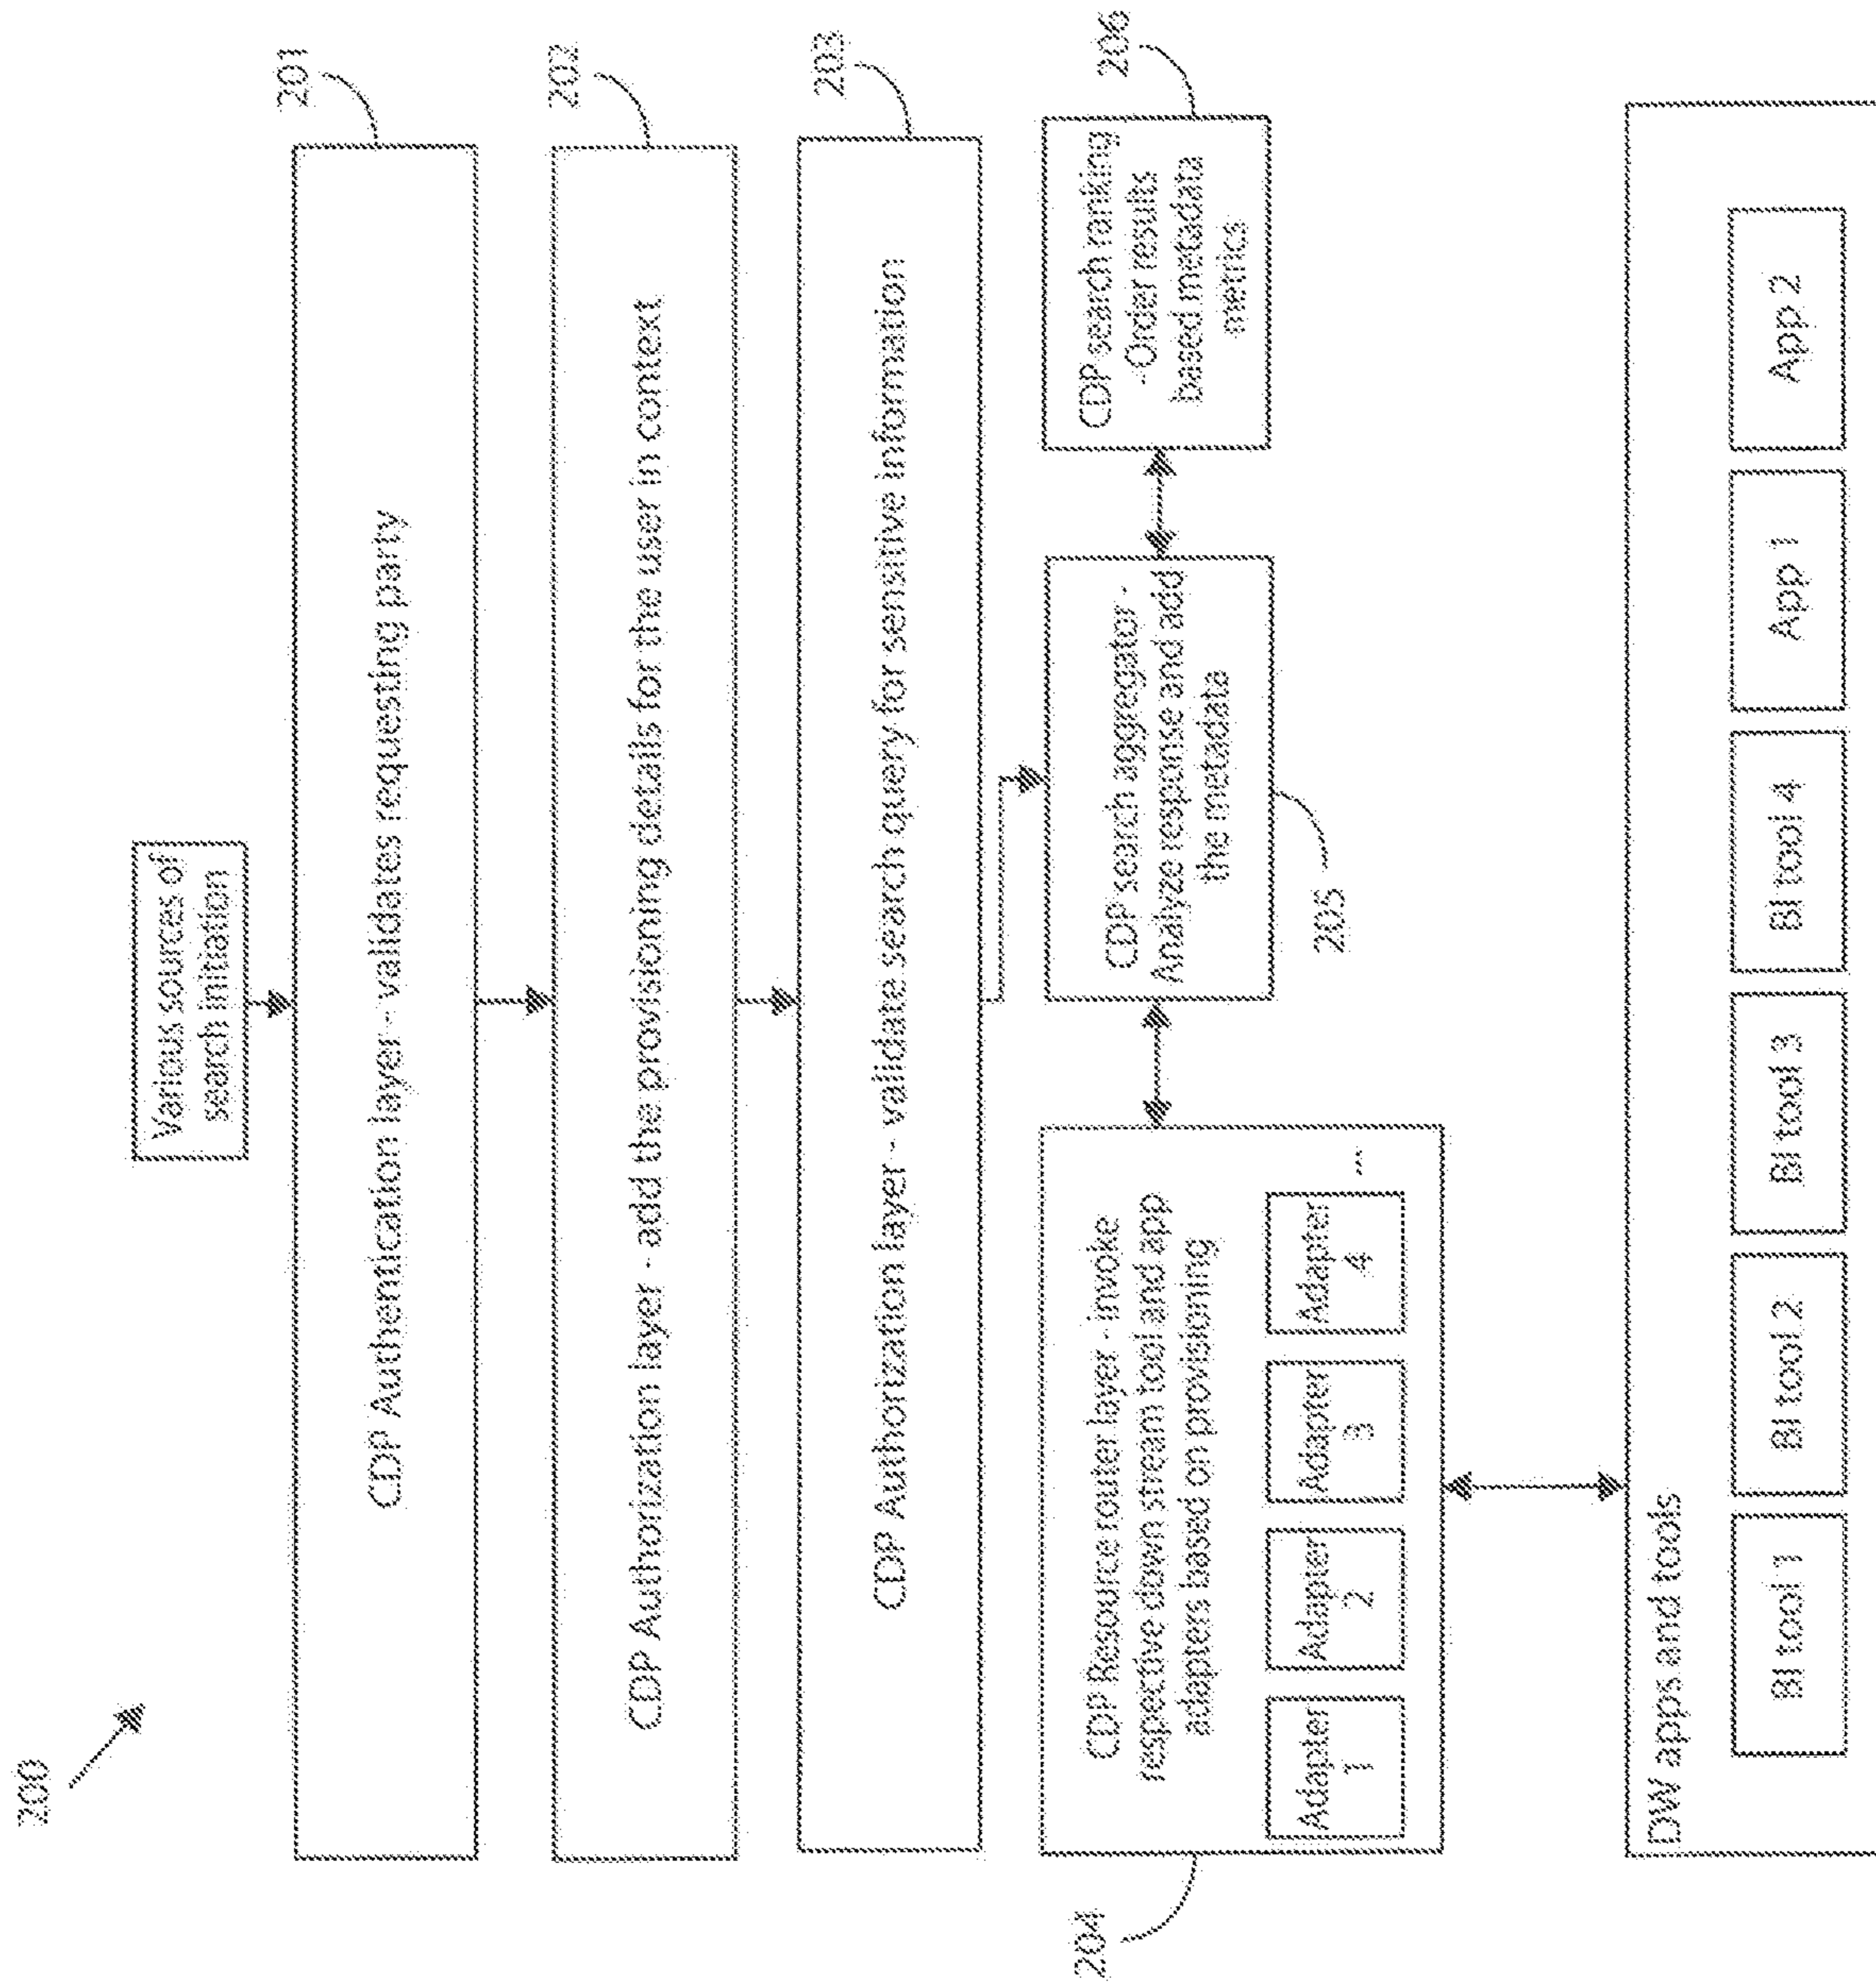 200
Various sources of
search initiation
201
CDP Authentication layer - validates requesting party
202
CDP Authorization layer - add the provisioning details for the user in context
203
CDP Authorization layer - validate search query for sensitive information
204
CDP Resource router layer - invoke
respective down stream tool and app
adapters based on provisioning
Adapter
1
Adapter
2
Adapter
3
Adapter
4
...
CDP search aggregator -
Analyze response and add
the metadata
205
CDP search ranking
-Order results
based metadata
metrics
206
DW apps and tools
BI tool 1
BI tool 2
BI tool 3
BI tool 4
App 1
App 2